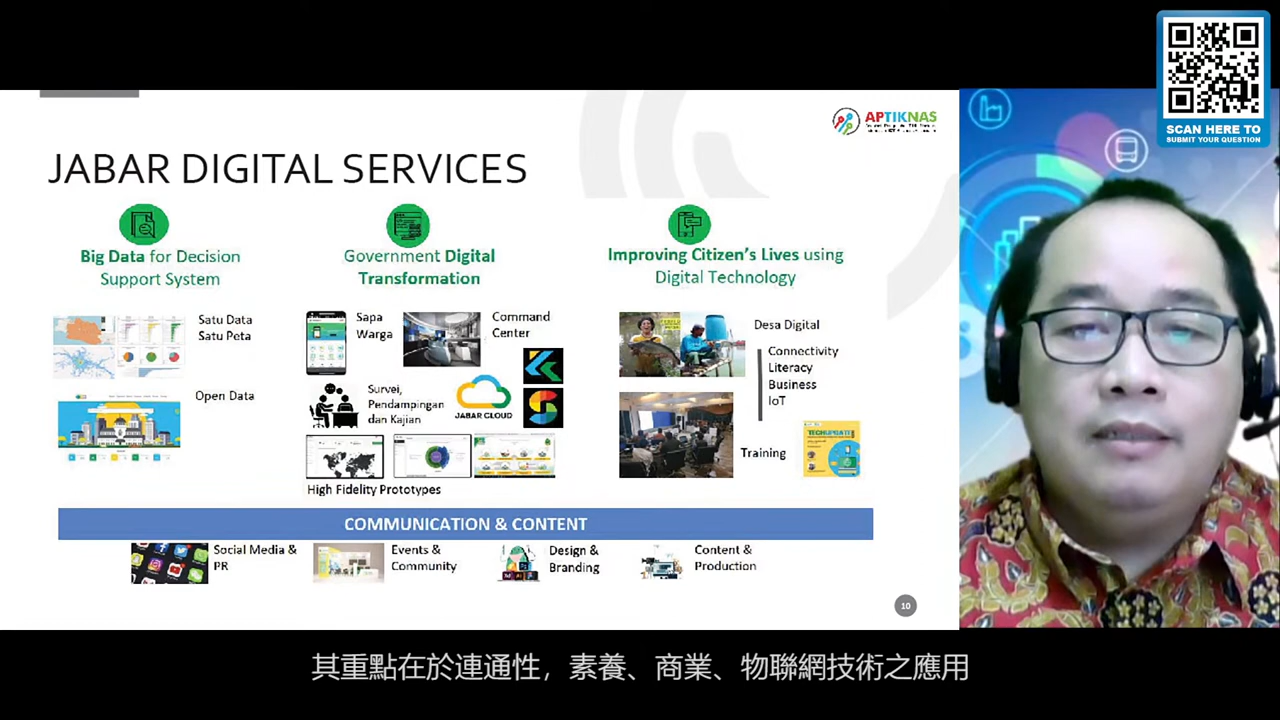 SCAN HERE TO
SUBMIT YOUR QUESTION
APTIKNAS
JABAR DIGITAL SERVICES
Big Data for Decision
Support System
Government Digital
Transformation
Improving Citizen's Lives using
Digital Technology
Satu Data
Satu Peta
Open Data
Sapa
Warga
Command
Center
Survei,
Pendampingan
dan Kajian
JABAR CLOUD
High Fidelity Prototypes
Desa Digital
Connectivity
Literacy
Business
IoT
Training
TECHUPDATE
COMMUNICATION & CONTENT
Social Media &
PR
Events &
Community
Design &
Branding
Content &
Production
10
其重點在於連通性，素養、商業、物聯網技術之應用